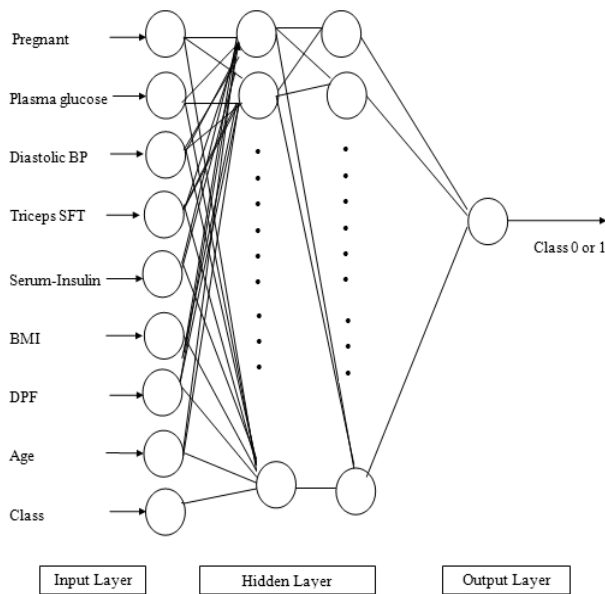 Pregnant
Plasma glucose
Diastolic BP
Triceps SFT
Serum-Insulin
BMI
DPF
Age
Class
Class 0 or 1
Input Layer
Hidden Layer
Output Layer